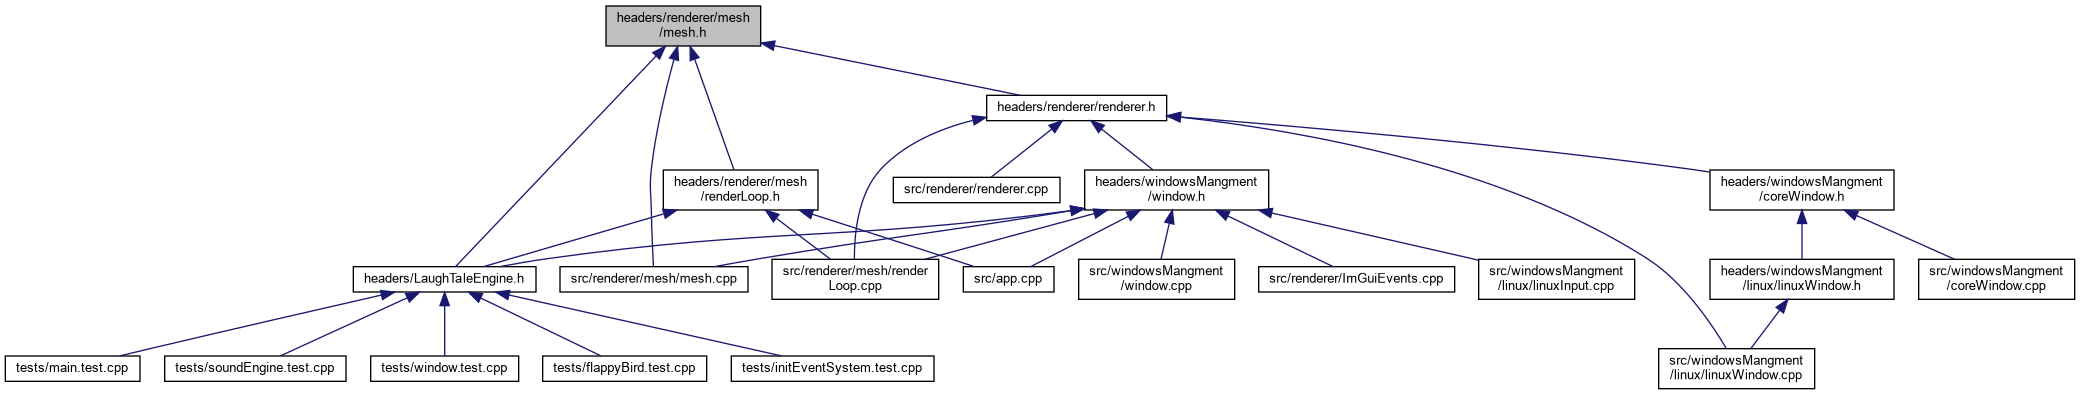 headers/renderer/mesh
/mesh.h
headers/renderer/renderer.h
headers/renderer/mesh
/renderLoop.h
src/renderer/renderer.cpp
headers/windowsMangment
/window.h
headers/windowsMangment
/coreWindow.h
headers/LaughTaleEngine.h
src/renderer/mesh/mesh.cpp
src/renderer/mesh/render
Loop.cpp
src/app.cpp
src/windowsMangment
/window.cpp
src/renderer/ImGuiEvents.cpp
src/windowsMangment
/linux/linuxInput.cpp
headers/windowsMangment
/linux/linuxWindow.h
src/windowsMangment
/coreWindow.cpp
tests/main.test.cpp
tests/soundEngine.test.cpp
tests/window.test.cpp
tests/flappyBird.test.cpp
tests/initEventSystem.test.cpp
src/windowsMangment
/linux/linuxWindow.cpp